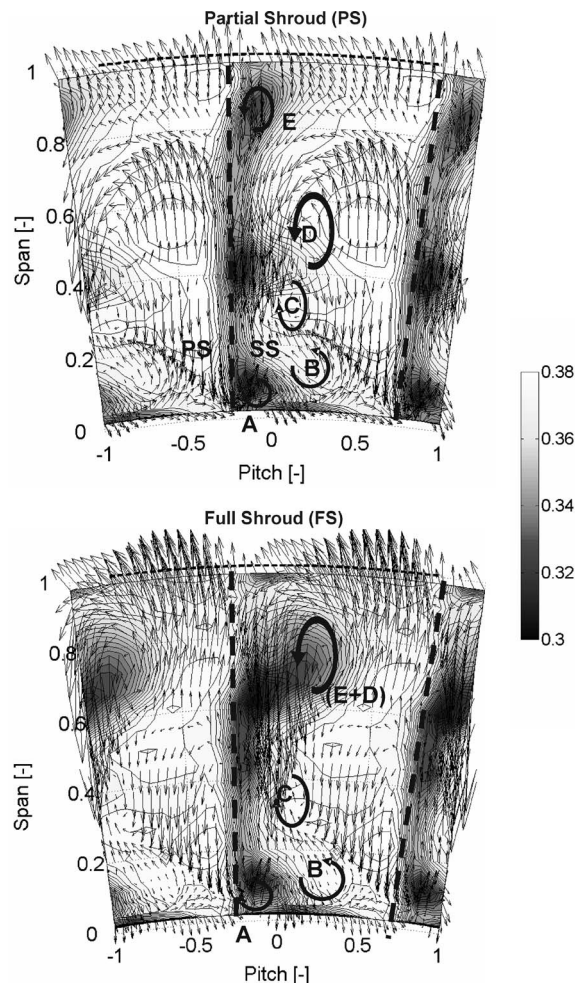 Partial Shroud (PS)
1
0.8
0.6
0.4
0.2
0
Span [-]
E
D
C
PS SS
B
A
-1 -0.5 0 0.5 1
Pitch [-]
0.38
0.36
0.34
0.32
0.3
Full Shroud (FS)
1
0.8
0.6
0.4
0.2
0
Span [-]
(E+D)
C
B
A
-1 -0.5 0 0.5 1
Pitch [-]